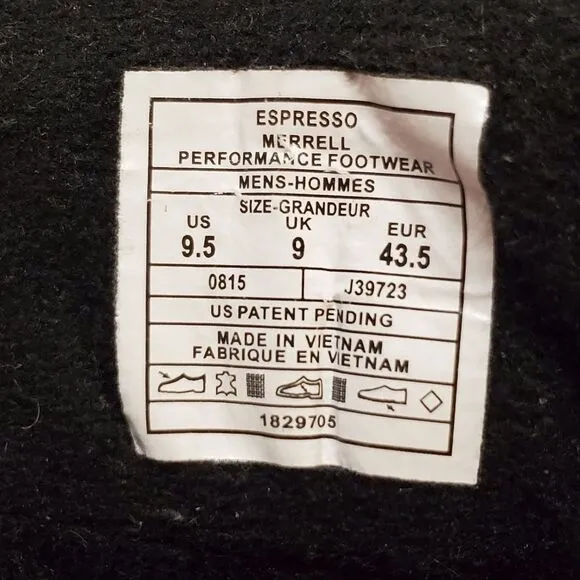 ESPRESSO
MERRELL
PERFORMANCE FOOTWEAR
MENS-HOMMES
SIZE-GRANDEUR
US UK EUR
9.5 9 43.5
0815 J39723
US PATENT PENDING
MADE IN VIETNAM
FABRIQUE EN VIETNAM
1829705